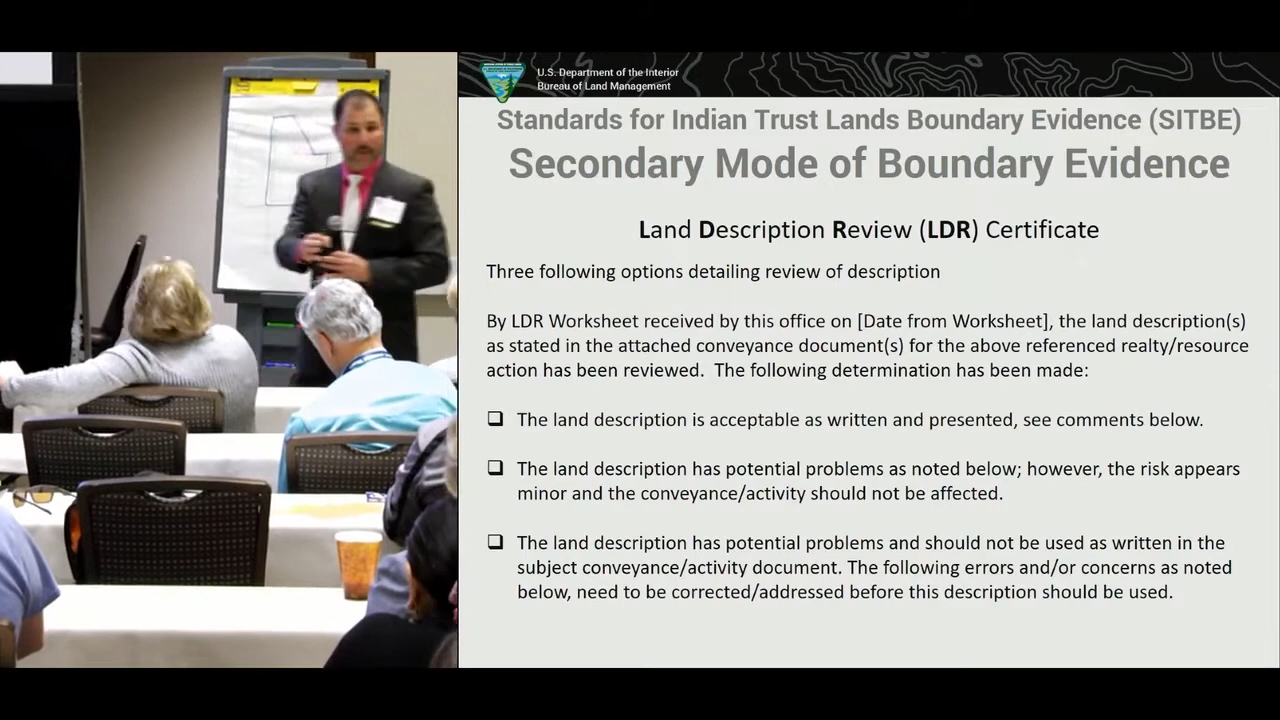 U.S. Department of the Interior
Bureau of Land Management
Standards for Indian Trust Lands Boundary Evidence (SITBE)
Secondary Mode of Boundary Evidence
Land Description Review (LDR) Certificate
Three following options detailing review of description
By LDR Worksheet received by this office on [Date from Worksheet], the land description(s)
as stated in the attached conveyance document(s) for the above referenced realty/resource
action has been reviewed.  The following determination has been made:
❑ The land description is acceptable as written and presented, see comments below.
❑ The land description has potential problems as noted below; however, the risk appears
minor and the conveyance/activity should not be affected.
❑ The land description has potential problems and should not be used as written in the
subject conveyance/activity document. The following errors and/or concerns as noted
below, need to be corrected/addressed before this description should be used.